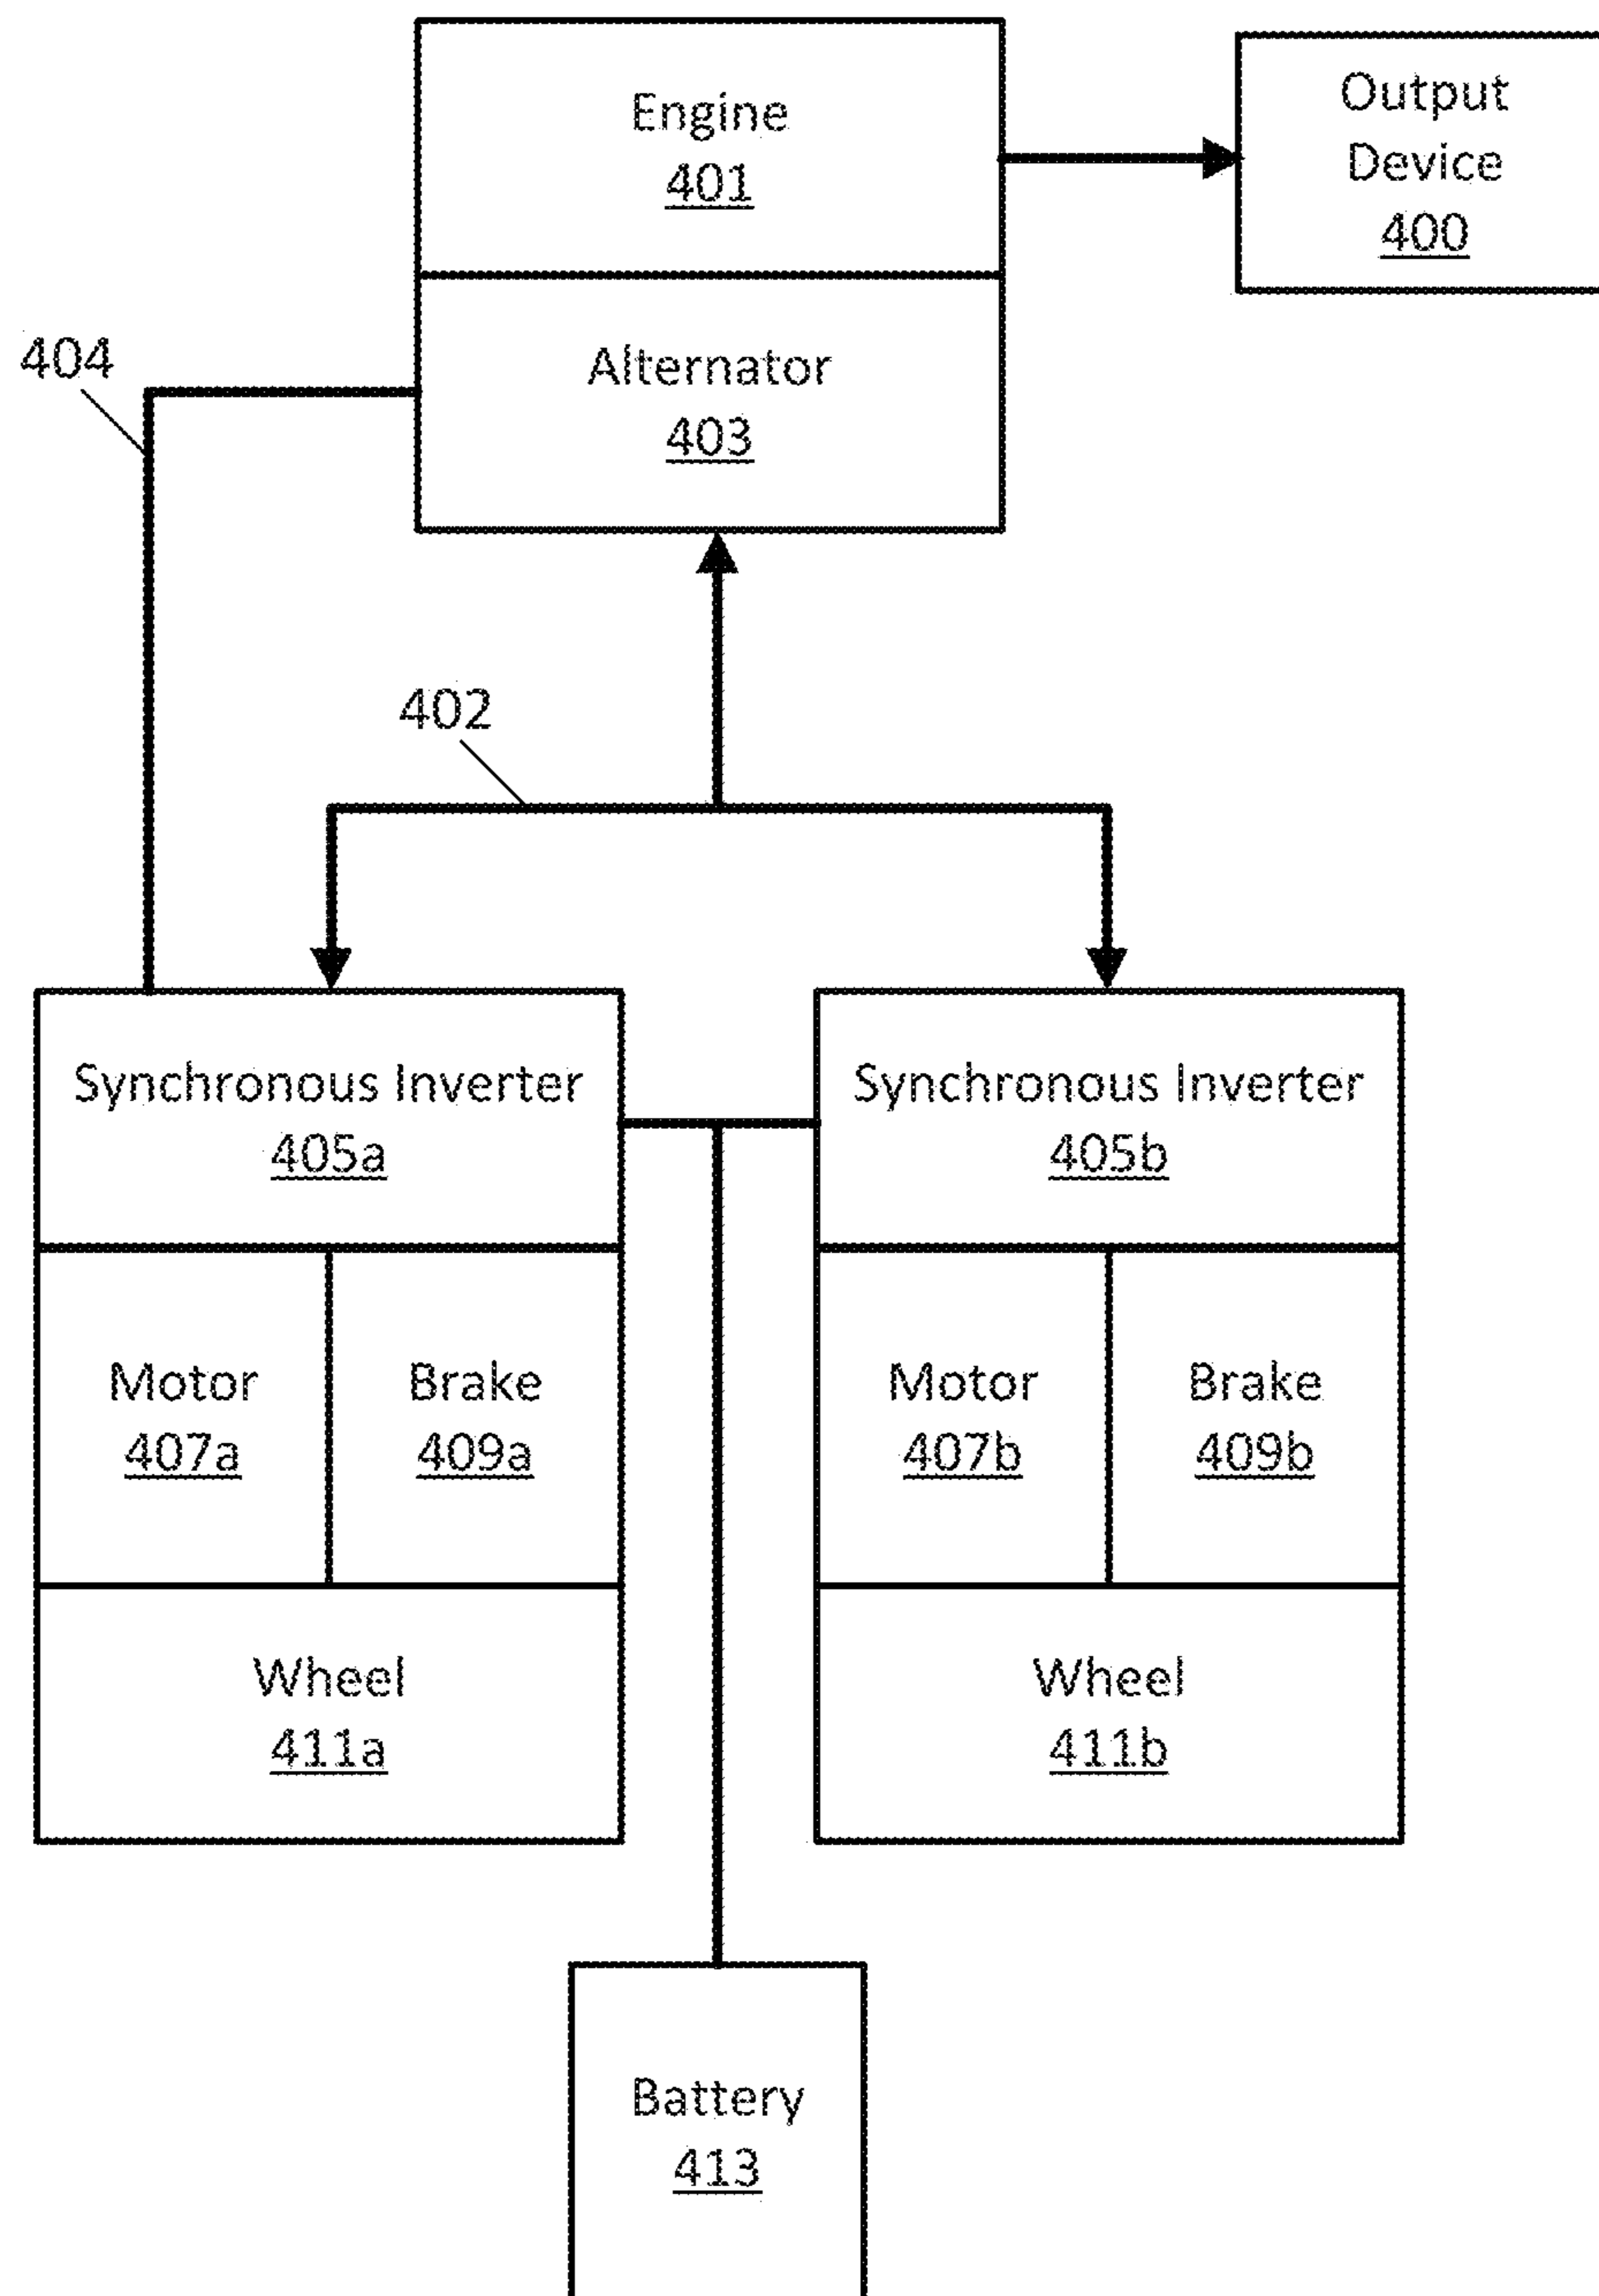 Engine
401
Output
Device
400
Alternator
403
404
402
Synchronous Inverter
405a
Synchronous Inverter
405b
Motor
407a
Brake
409a
Motor
407b
Brake
409b
Wheel
411a
Wheel
411b
Battery
413